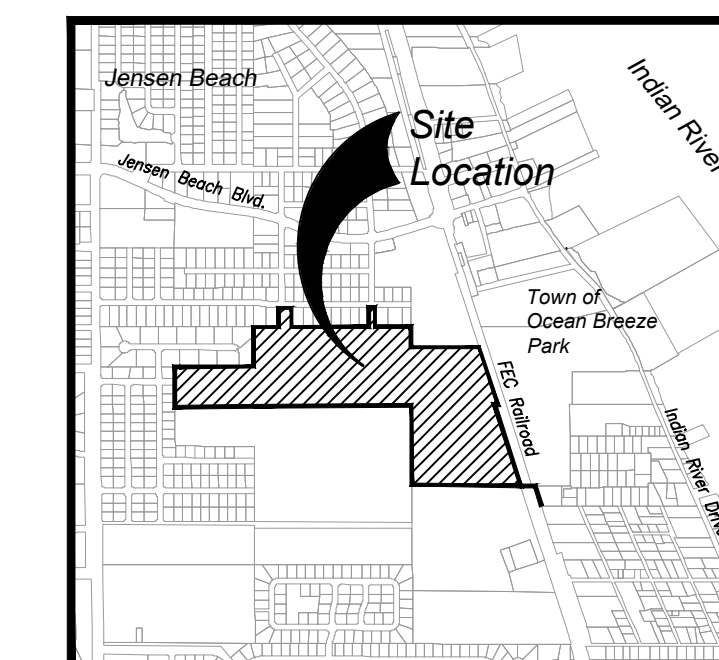 Jensen Beach
Indian River
Site
Location
Jensen Beach Blvd.
Town of
Ocean Breeze
Park
FEC Railroad
Indian River Drive